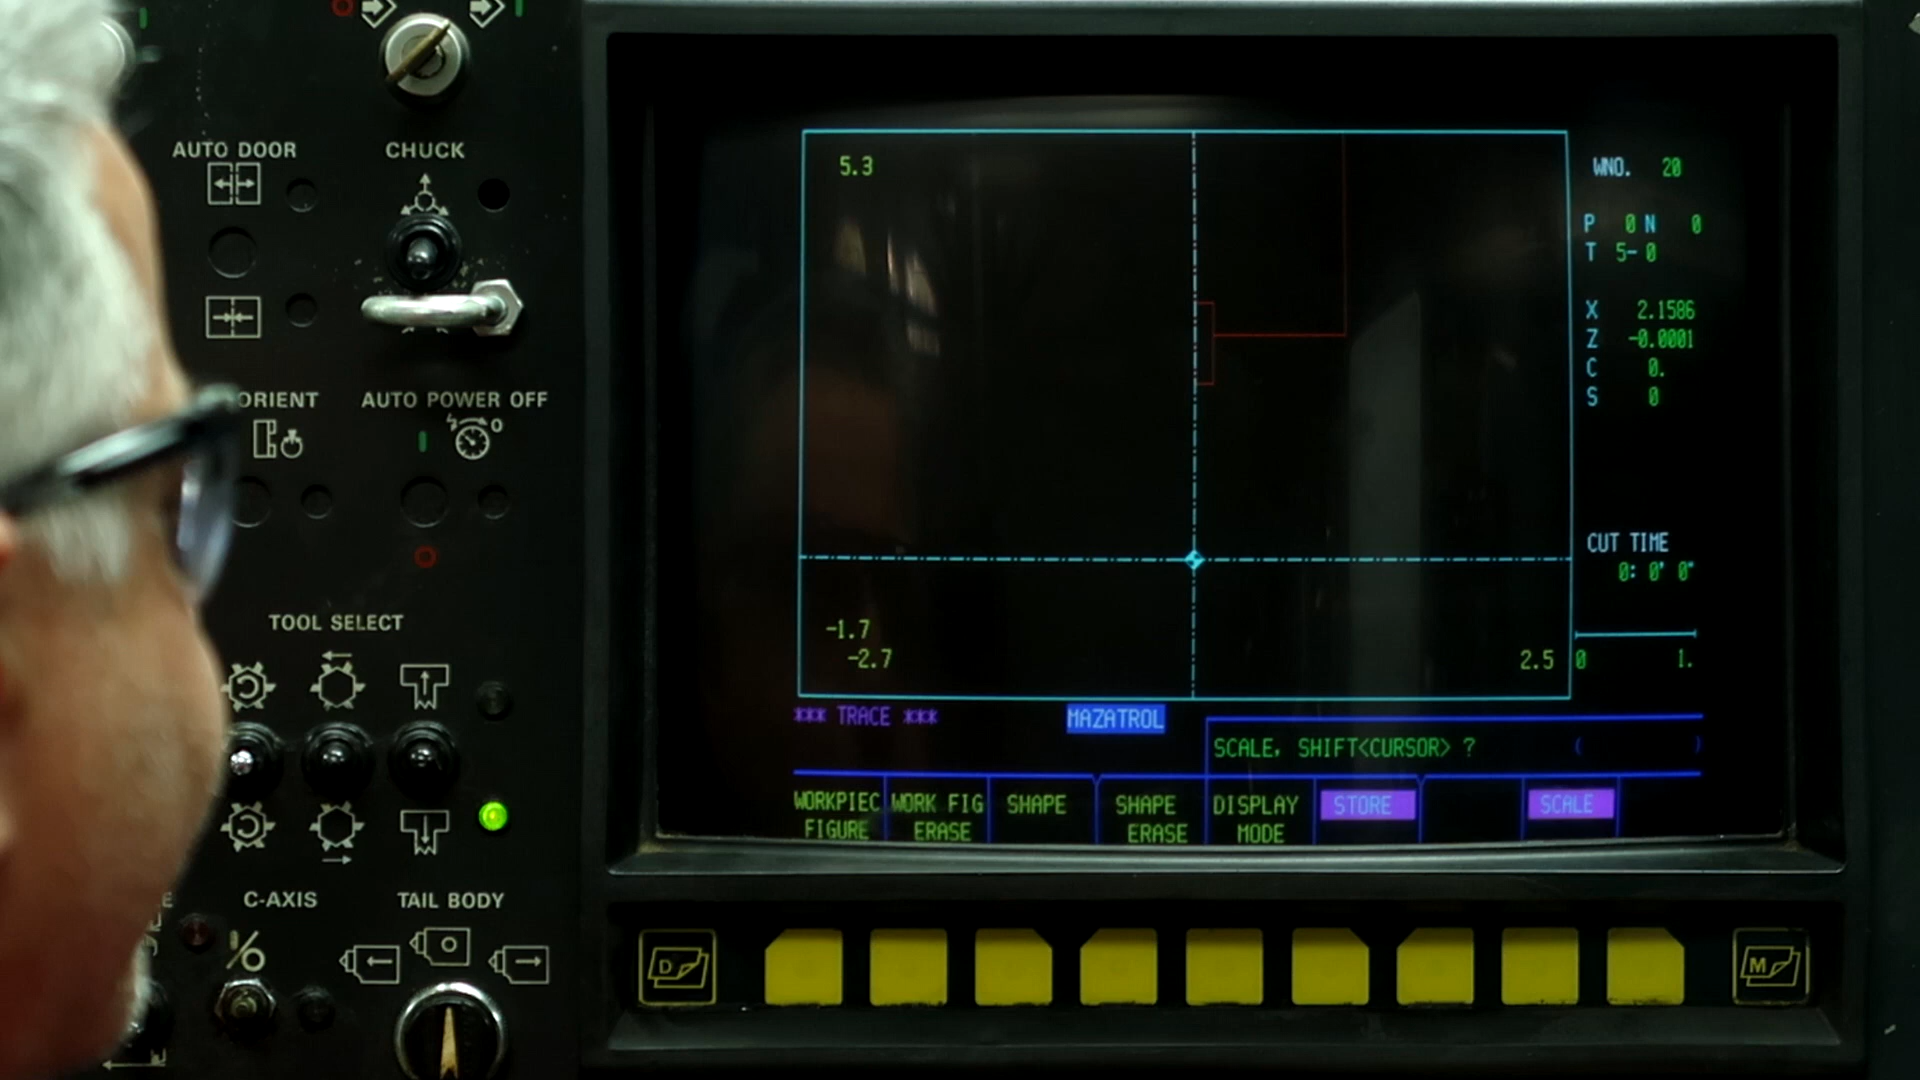 AUTO DOOR
CHUCK
ORIENT
AUTO POWER OFF
TOOL SELECT
C-AXIS
TAIL BODY
5.3
-1.7
-2.7
2.5
WNO. 20
P 0 N 0
T 5- 0
X 2.1586
Z -0.0001
C 0.
S 0
CUT TIME
0: 0' 0"
0 1.
*** TRACE ***
MAZATROL
SCALE, SHIFT<CURSOR> ? ( )
WORKPIEC FIGURE
WORK FIG ERASE
SHAPE
SHAPE ERASE
DISPLAY MODE
STORE
SCALE
D
M